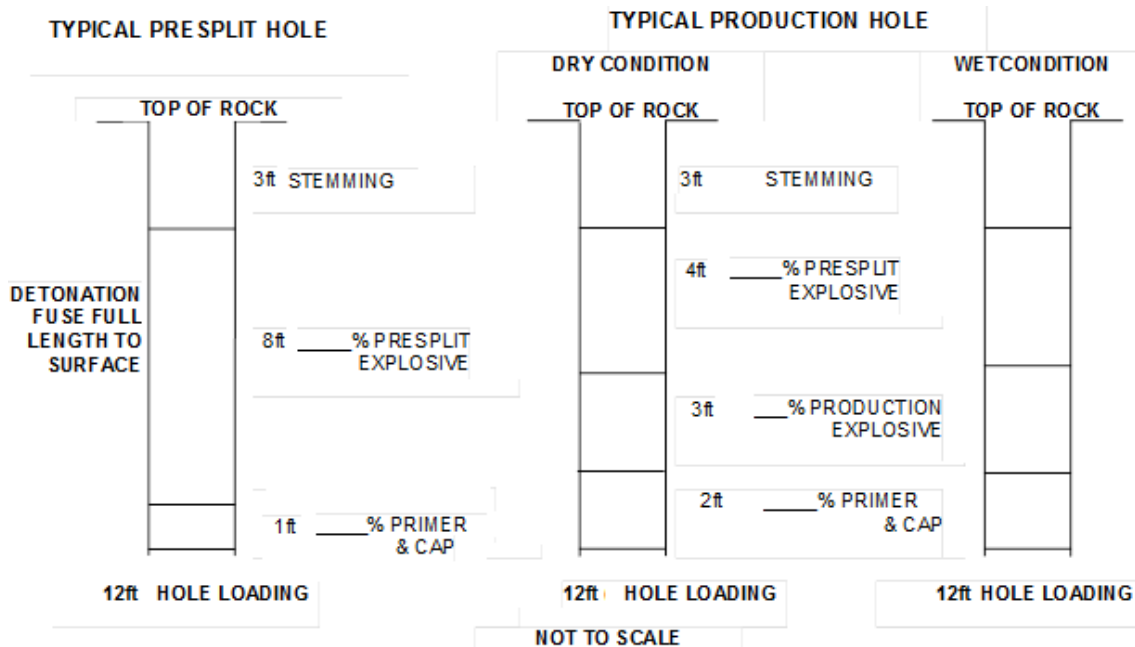 TYPICAL PRESPLIT HOLE
TYPICAL PRODUCTION HOLE
DRY CONDITION
WETCONDITION
TOP OF ROCK
TOP OF ROCK
TOP OF ROCK
3ft STEMMING
3ft STEMMING
4ft _____% PRESPLIT
EXPLOSIVE
DETONATION
FUSE FULL
LENGTH TO
SURFACE
8ft _____% PRESPLIT
EXPLOSIVE
3ft ___% PRODUCTION
EXPLOSIVE
1ft _____% PRIMER
& CAP
2ft _____% PRIMER
& CAP
12ft HOLE LOADING
12ft HOLE LOADING
12ft HOLE LOADING
NOT TO SCALE